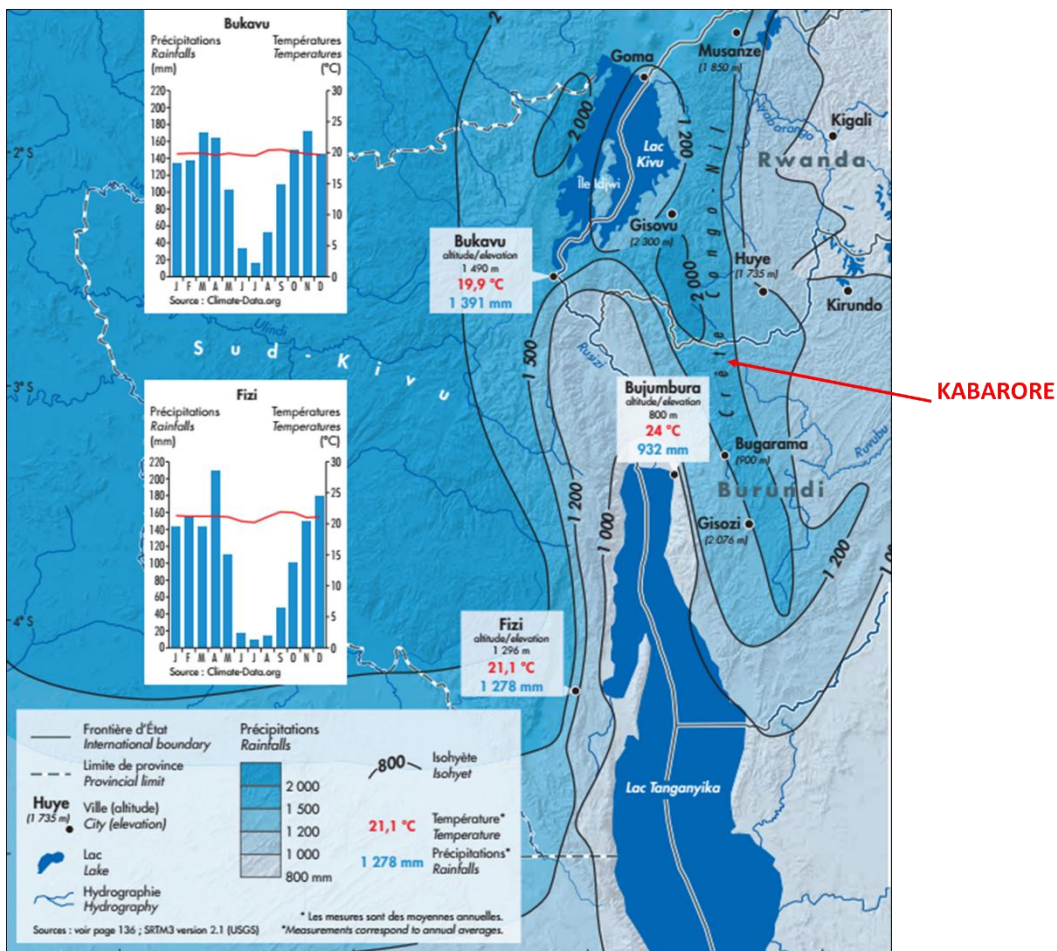 Bukavu
Précipitations Températures
Rainfalls Temperatures
(mm) (°C)
220 30
200
180 25
160
140 20
120
100 15
80 10
60
40 5
20
0 0
J F M A M J J A S O N D
Source : Climate-Data.org
Fizi
Précipitations Températures
Rainfalls Temperatures
(mm) (°C)
220 30
200
180 25
160
140 20
120
100 15
80 10
60
40 5
20
0 0
J F M A M J J A S O N D
Source : Climate-Data.org
2° S
3° S
4° S
Goma
Musanze
(1 850 m)
Kigali
Rwanda
2 000
1 200
Lac
Kivu
Île Idjwi
Gisovu
(2 300 m)
Huye
(1 735 m)
Kirundo
2 000
Crête Congo-Nil
Bukavu
altitude/elevation
1 490 m
19,9 °C
1 391 mm
Ulindi
Sud-Kivu
Rusizi
1 500
KABARORE
Bujumbura
altitude/elevation
800 m
24 °C
932 mm
Bugarama
(900 m)
Ruvubu
Burundi
Gisozi
(2 076 m)
1 200
1 000
1 200
Fizi
altitude/elevation
1 296 m
21,1 °C
1 278 mm
Lac Tanganyika
Frontière d'État
International boundary
Limite de province
Provincial limit
Huye
(1 735 m)
Ville (altitude)
City (elevation)
Lac
Lake
Hydrographie
Hydrography
Précipitations
Rainfalls
2 000
1 500
1 200
1 000
800 mm
800
Isohyète
Isohyet
21,1 °C
Température*
Temperature
1 278 mm
Précipitations*
Rainfalls
* Les mesures sont des moyennes annuelles.
*Measurements correspond to annual averages.
Sources : voir page 136 ; SRTM3 version 2.1 (USGS)